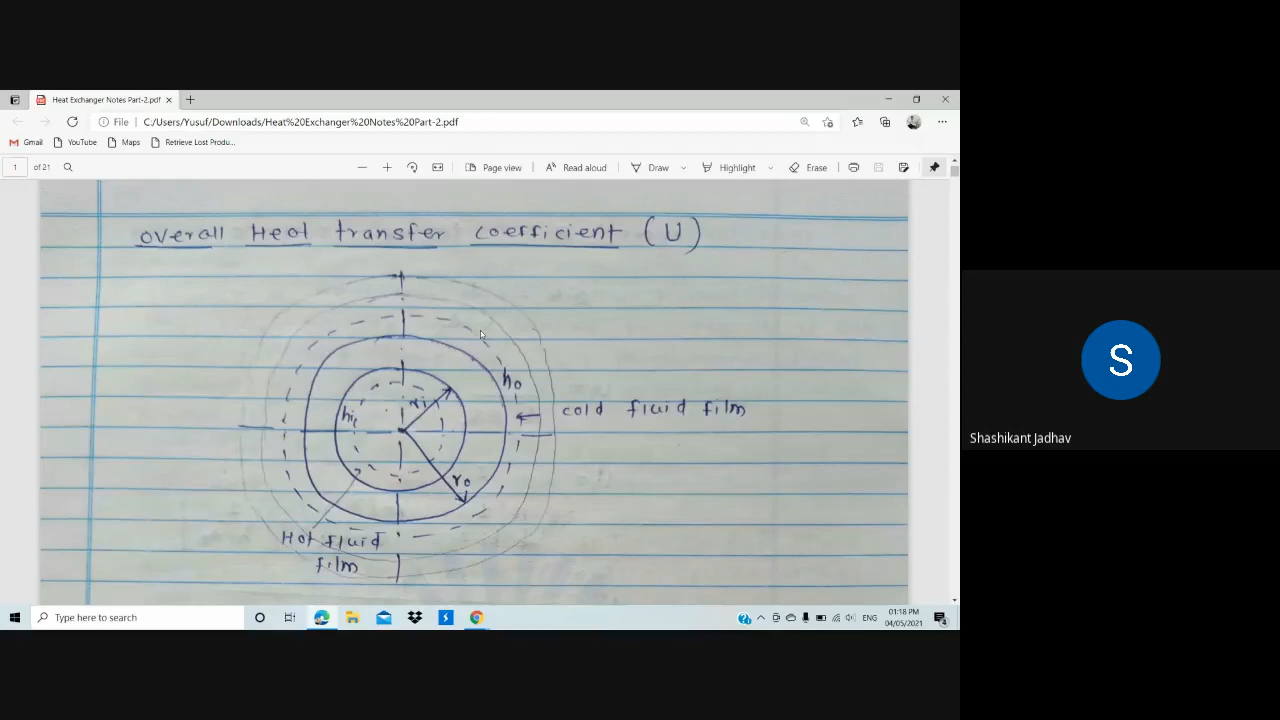 Heat Exchanger Notes Part-2.pdf
File C:/Users/Yusuf/Downloads/Heat%20Exchanger%20Notes%20Part-2.pdf
Gmail YouTube Maps Retrieve Lost Produ...
1 of 21 Page view Read aloud Draw Highlight Erase
overall Heat transfer coefficient (U)
ho
ri
hi
cold fluid film
ro
Hot fluid
film
S
Shashikant Jadhav
Type here to search
ENG
01:18 PM
04/05/2021
4